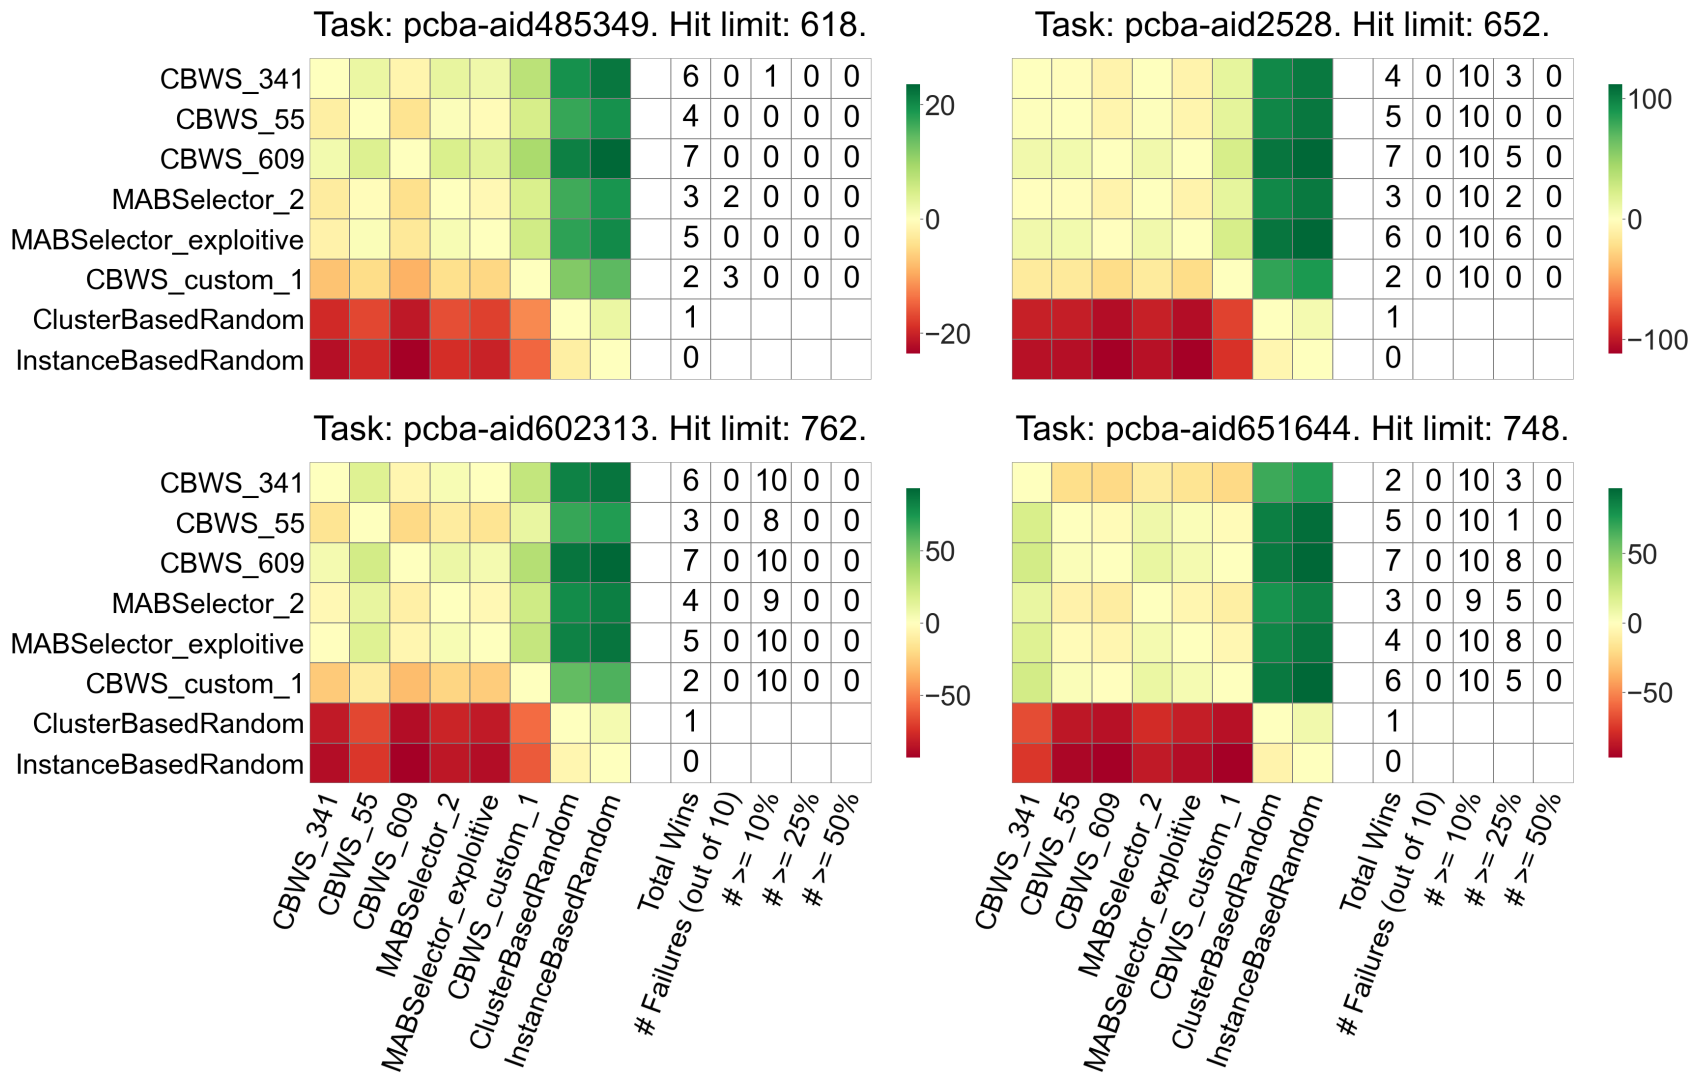 Task: pcba-aid485349. Hit limit: 618.
CBWS_341 6 0 1 0 0
CBWS_55 4 0 0 0 0
CBWS_609 7 0 0 0 0
MABSelector_2 3 2 0 0 0
MABSelector_exploitive 5 0 0 0 0
CBWS_custom_1 2 3 0 0 0
ClusterBasedRandom 1
InstanceBasedRandom 0
20
0
−20
Task: pcba-aid2528. Hit limit: 652.
4 0 10 3 0
5 0 10 0 0
7 0 10 5 0
3 0 10 2 0
6 0 10 6 0
2 0 10 0 0
1
0
100
0
−100
Task: pcba-aid602313. Hit limit: 762.
CBWS_341 6 0 10 0 0
CBWS_55 3 0 8 0 0
CBWS_609 7 0 10 0 0
MABSelector_2 4 0 9 0 0
MABSelector_exploitive 5 0 10 0 0
CBWS_custom_1 2 0 10 0 0
ClusterBasedRandom 1
InstanceBasedRandom 0
50
0
−50
CBWS_341
CBWS_55
CBWS_609
MABSelector_2
MABSelector_exploitive
CBWS_custom_1
ClusterBasedRandom
InstanceBasedRandom
Total Wins
# Failures (out of 10)
# >= 10%
# >= 25%
# >= 50%
Task: pcba-aid651644. Hit limit: 748.
2 0 10 3 0
5 0 10 1 0
7 0 10 8 0
3 0 9 5 0
4 0 10 8 0
6 0 10 5 0
1
0
50
0
−50
CBWS_341
CBWS_55
CBWS_609
MABSelector_2
MABSelector_exploitive
CBWS_custom_1
ClusterBasedRandom
InstanceBasedRandom
Total Wins
# Failures (out of 10)
# >= 10%
# >= 25%
# >= 50%